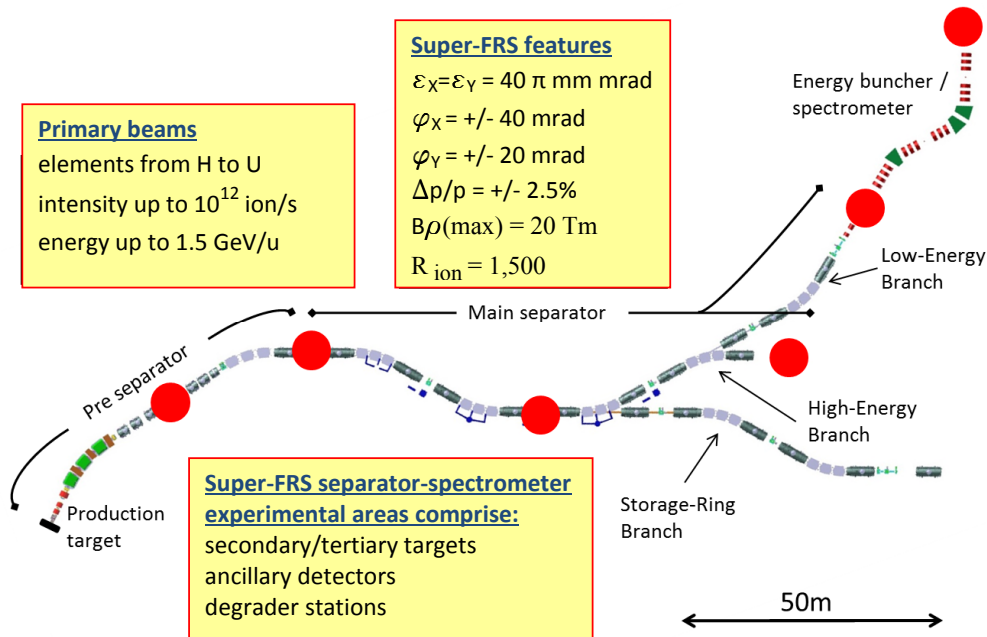 Super-FRS features
εX=εY = 40 π mm mrad
φX = +/- 40 mrad
φY = +/- 20 mrad
Δp/p = +/- 2.5%
Bρ(max) = 20 Tm
R ion = 1,500
Primary beams
elements from H to U
intensity up to 10¹² ion/s
energy up to 1.5 GeV/u
Energy buncher /
spectrometer
Low-Energy
Branch
Main separator
Pre separator
High-Energy
Branch
Storage-Ring
Branch
Production
target
Super-FRS separator-spectrometer
experimental areas comprise:
secondary/tertiary targets
ancillary detectors
degrader stations
50m